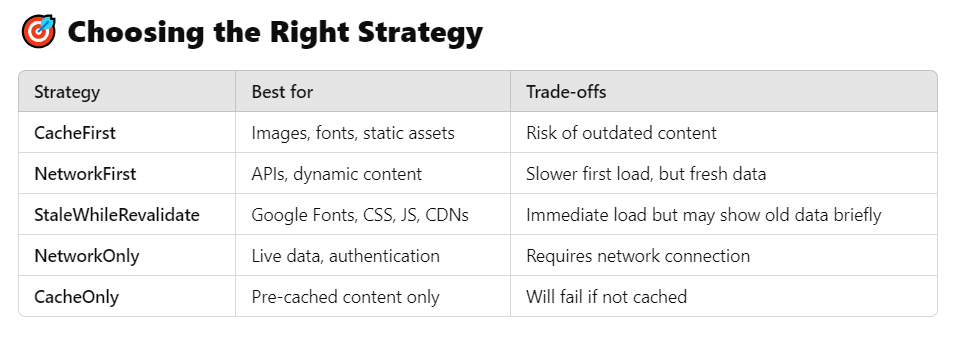 🎯 Choosing the Right Strategy
Strategy Best for Trade-offs
CacheFirst Images, fonts, static assets Risk of outdated content
NetworkFirst APIs, dynamic content Slower first load, but fresh data
StaleWhileRevalidate Google Fonts, CSS, JS, CDNs Immediate load but may show old data briefly
NetworkOnly Live data, authentication Requires network connection
CacheOnly Pre-cached content only Will fail if not cached